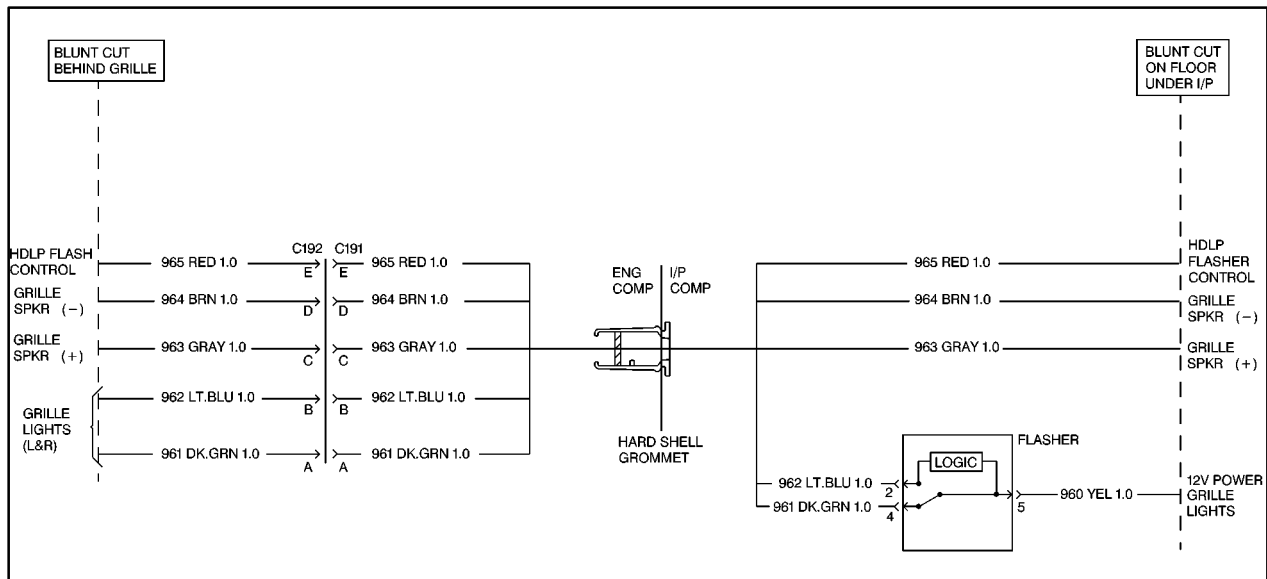 BLUNT CUT
BEHIND GRILLE
BLUNT CUT
ON FLOOR
UNDER I/P
HDLP FLASH
CONTROL
965 RED 1.0
C192
C191
E
E
965 RED 1.0
ENG
COMP
I/P
COMP
965 RED 1.0
HDLP
FLASHER
CONTROL
GRILLE
SPKR (−)
964 BRN 1.0
D
D
964 BRN 1.0
964 BRN 1.0
GRILLE
SPKR (−)
GRILLE
SPKR (+)
963 GRAY 1.0
C
C
963 GRAY 1.0
963 GRAY 1.0
GRILLE
SPKR (+)
GRILLE
LIGHTS
(L&R)
962 LT.BLU 1.0
B
B
962 LT.BLU 1.0
961 DK.GRN 1.0
A
A
961 DK.GRN 1.0
HARD SHELL
GROMMET
FLASHER
LOGIC
962 LT.BLU 1.0
2
961 DK.GRN 1.0
4
5
960 YEL 1.0
12V POWER
GRILLE
LIGHTS